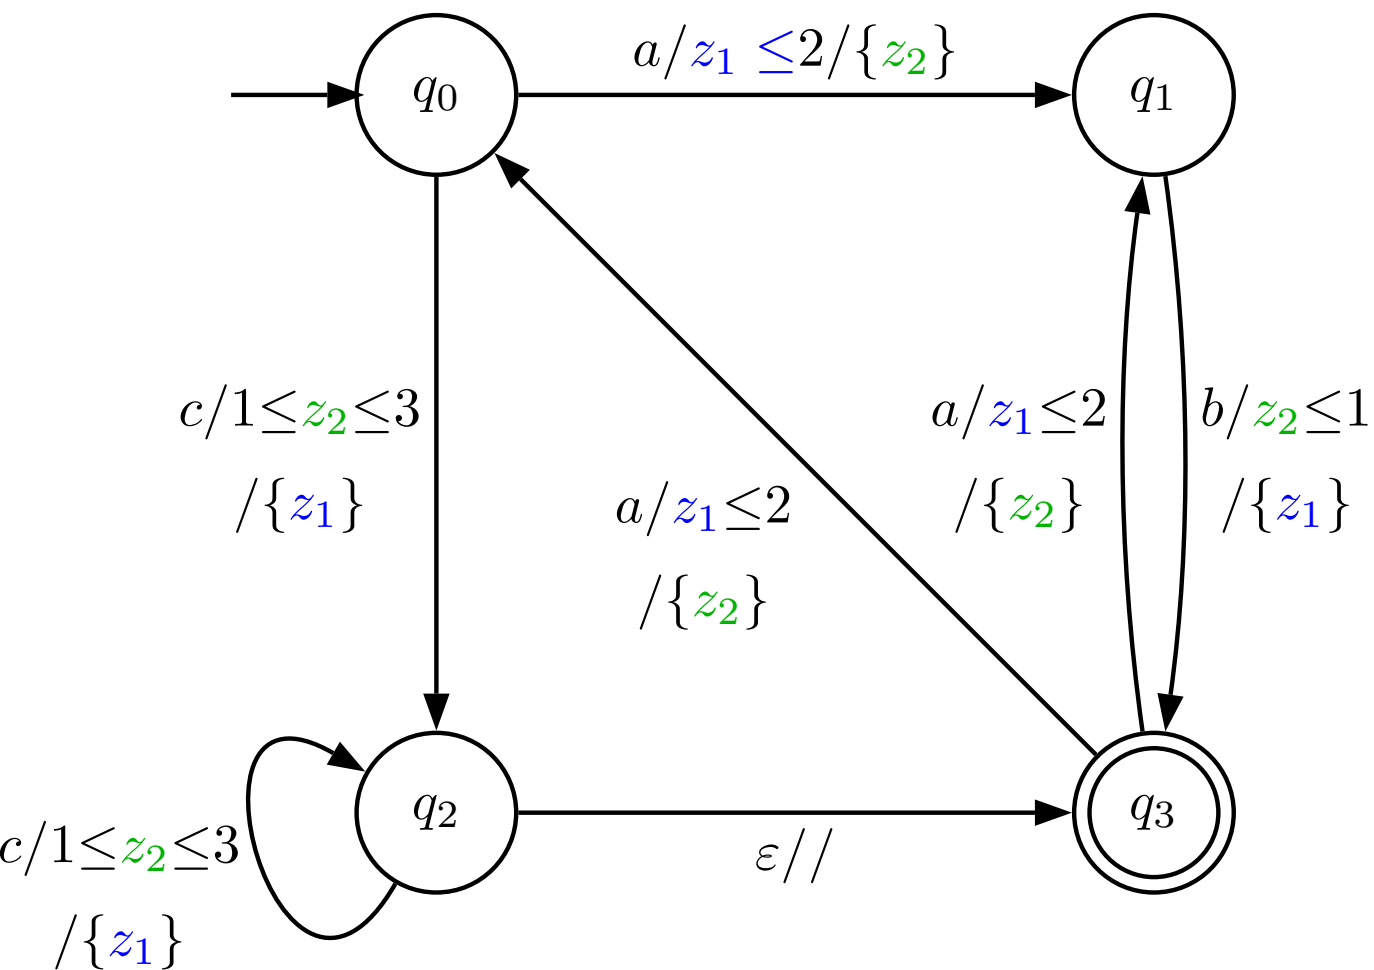 a/z₁ ≤2/{z₂}
q₀
q₁
c/1≤z₂≤3
/{z₁}
a/z₁≤2
/{z₂}
b/z₂≤1
/{z₁}
a/z₁≤2
/{z₂}
q₂
q₃
c/1≤z₂≤3
/{z₁}
ε//